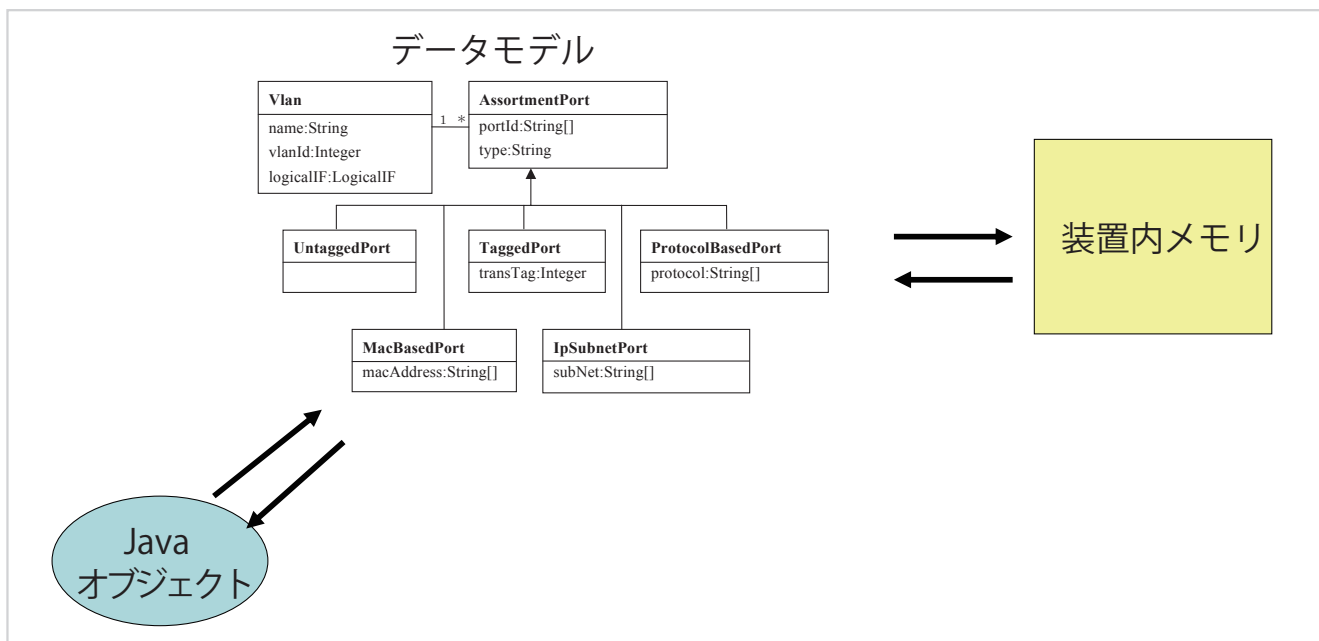 データモデル
Vlan
name:String
vlanId:Integer
logicalIF:LogicalIF
1 *
AssortmentPort
portId:String[]
type:String
UntaggedPort
TaggedPort
transTag:Integer
ProtocolBasedPort
protocol:String[]
MacBasedPort
macAddress:String[]
IpSubnetPort
subNet:String[]
装置内メモリ
Java
オブジェクト